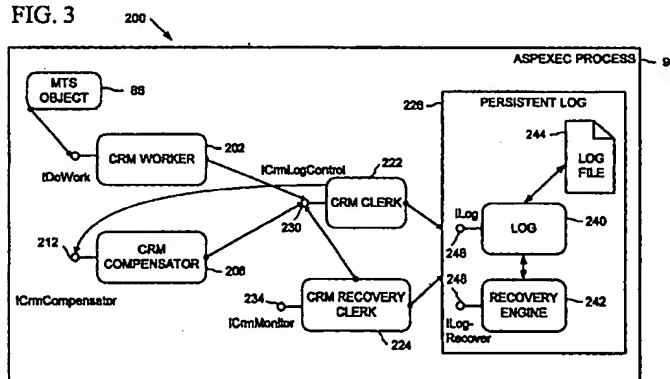 FIG. 3
200
ASPEXEC PROCESS
9
MTS
OBJECT
88
226
PERSISTENT LOG
244
LOG
FILE
202
CRM WORKER
IDoWork
ICrmLogControl
222
CRM CLERK
230
ILog
LOG
240
246
212
CRM
COMPENSATOR
206
ICrmCompensator
234
CRM RECOVERY
CLERK
ICrmMonitor
224
248
RECOVERY
ENGINE
242
ILog-
Recover